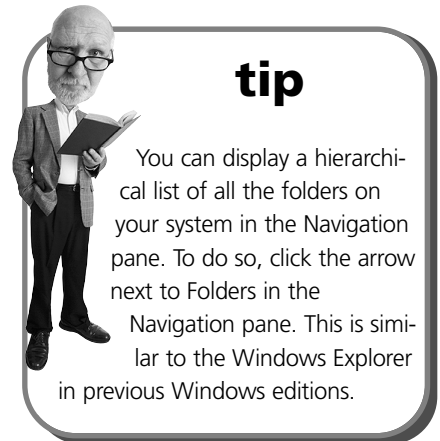 tip
You can display a hierarchi-
cal list of all the folders on
your system in the Navigation
pane. To do so, click the arrow
next to Folders in the
Navigation pane. This is simi-
lar to the Windows Explorer
in previous Windows editions.